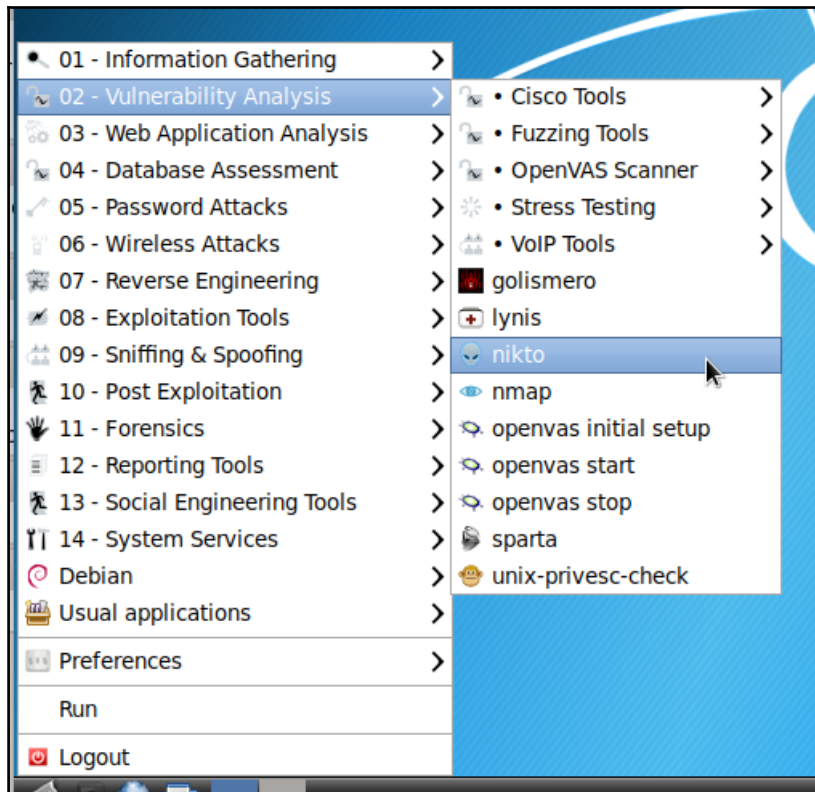 01 - Information Gathering
02 - Vulnerability Analysis
03 - Web Application Analysis
04 - Database Assessment
05 - Password Attacks
06 - Wireless Attacks
07 - Reverse Engineering
08 - Exploitation Tools
09 - Sniffing & Spoofing
10 - Post Exploitation
11 - Forensics
12 - Reporting Tools
13 - Social Engineering Tools
14 - System Services
Debian
Usual applications
Preferences
Run
Logout
• Cisco Tools
• Fuzzing Tools
• OpenVAS Scanner
• Stress Testing
• VoIP Tools
golismero
lynis
nikto
nmap
openvas initial setup
openvas start
openvas stop
sparta
unix-privesc-check